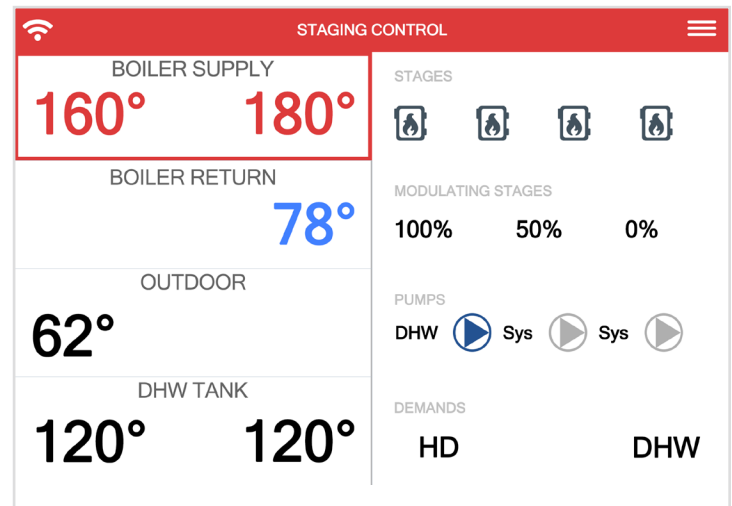 STAGING CONTROL
BOILER SUPPLY
160° 180°
BOILER RETURN
78°
OUTDOOR
62°
DHW TANK
120° 120°
STAGES
MODULATING STAGES
100% 50% 0%
PUMPS
DHW Sys Sys
DEMANDS
HD DHW